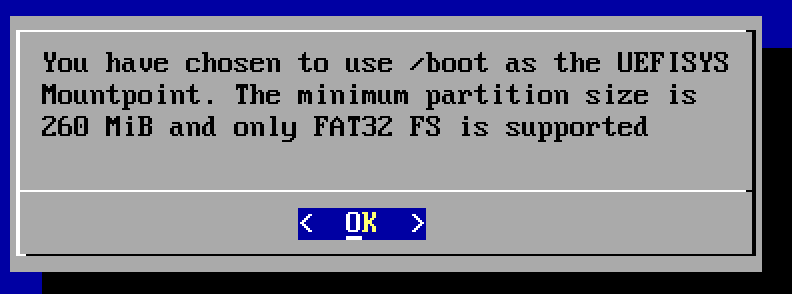 You have chosen to use /boot as the UEFISYS
Mountpoint. The minimum partition size is
260 MiB and only FAT32 FS is supported
< OK >